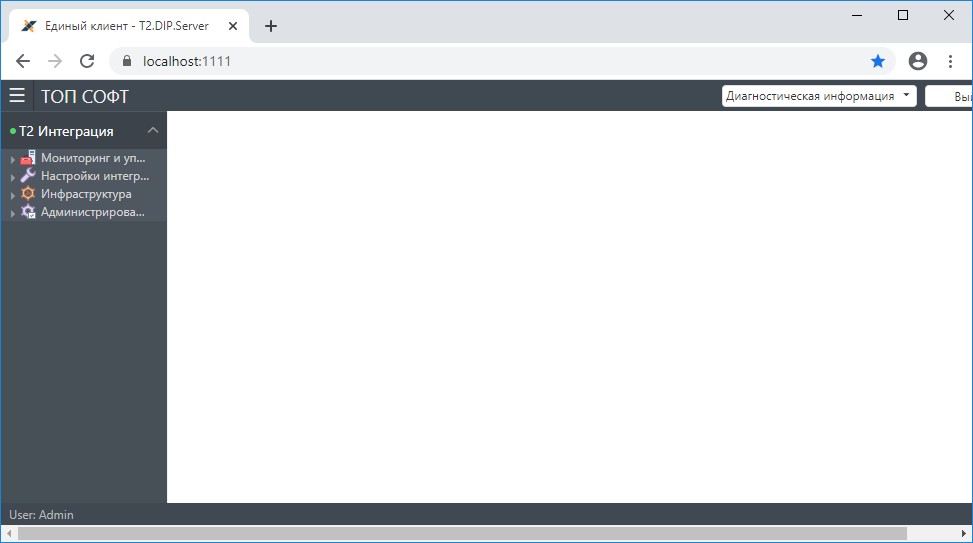 Единый клиент - T2.DIP.Server
localhost:1111
ТОП СОФТ
Диагностическая информация
Вы
Т2 Интеграция
Мониторинг и уп...
Настройки интегр...
Инфраструктура
Администрирова...
User: Admin